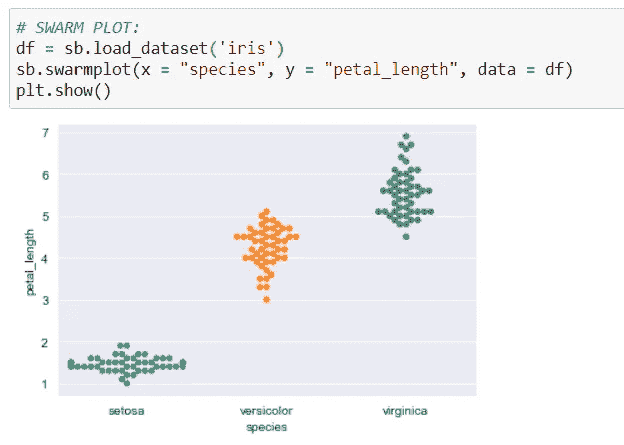 # SWARM PLOT:
df = sb.load_dataset('iris')
sb.swarmplot(x = "species", y = "petal_length", data = df)
plt.show()
7
6
5
4
3
2
1
petal_length
setosa versicolor virginica
species